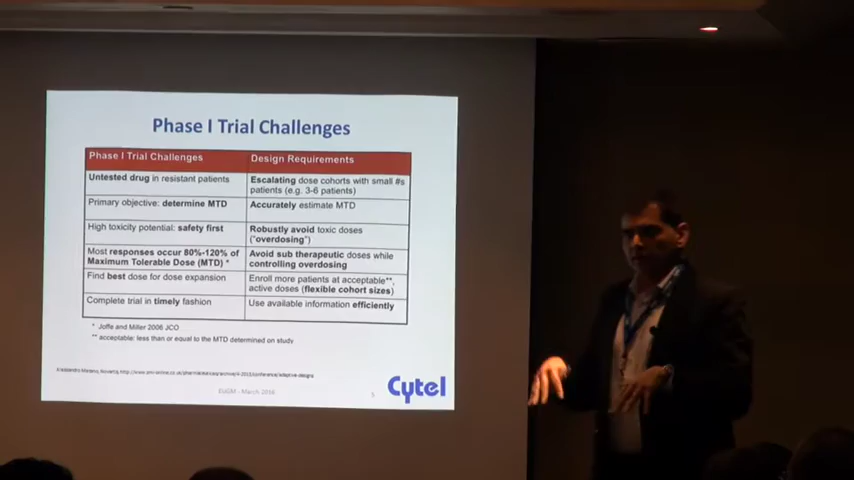 Phase I Trial Challenges
Phase I Trial Challenges
Design Requirements
Untested drug in resistant patients
Escalating dose cohorts with small #s
patients (e.g. 3-6 patients)
Primary objective: determine MTD
Accurately estimate MTD
High toxicity potential: safety first
Robustly avoid toxic doses
("overdosing")
Most responses occur 80%-120% of
Maximum Tolerable Dose (MTD) *
Avoid sub therapeutic doses while
controlling overdosing
Find best dose for dose expansion
Enroll more patients at acceptable**,
active doses (flexible cohort sizes)
Complete trial in timely fashion
Use available information efficiently
* Joffe and Miller 2006 JCO
** acceptable: less than or equal to the MTD determined on study
March 2016
Cytel